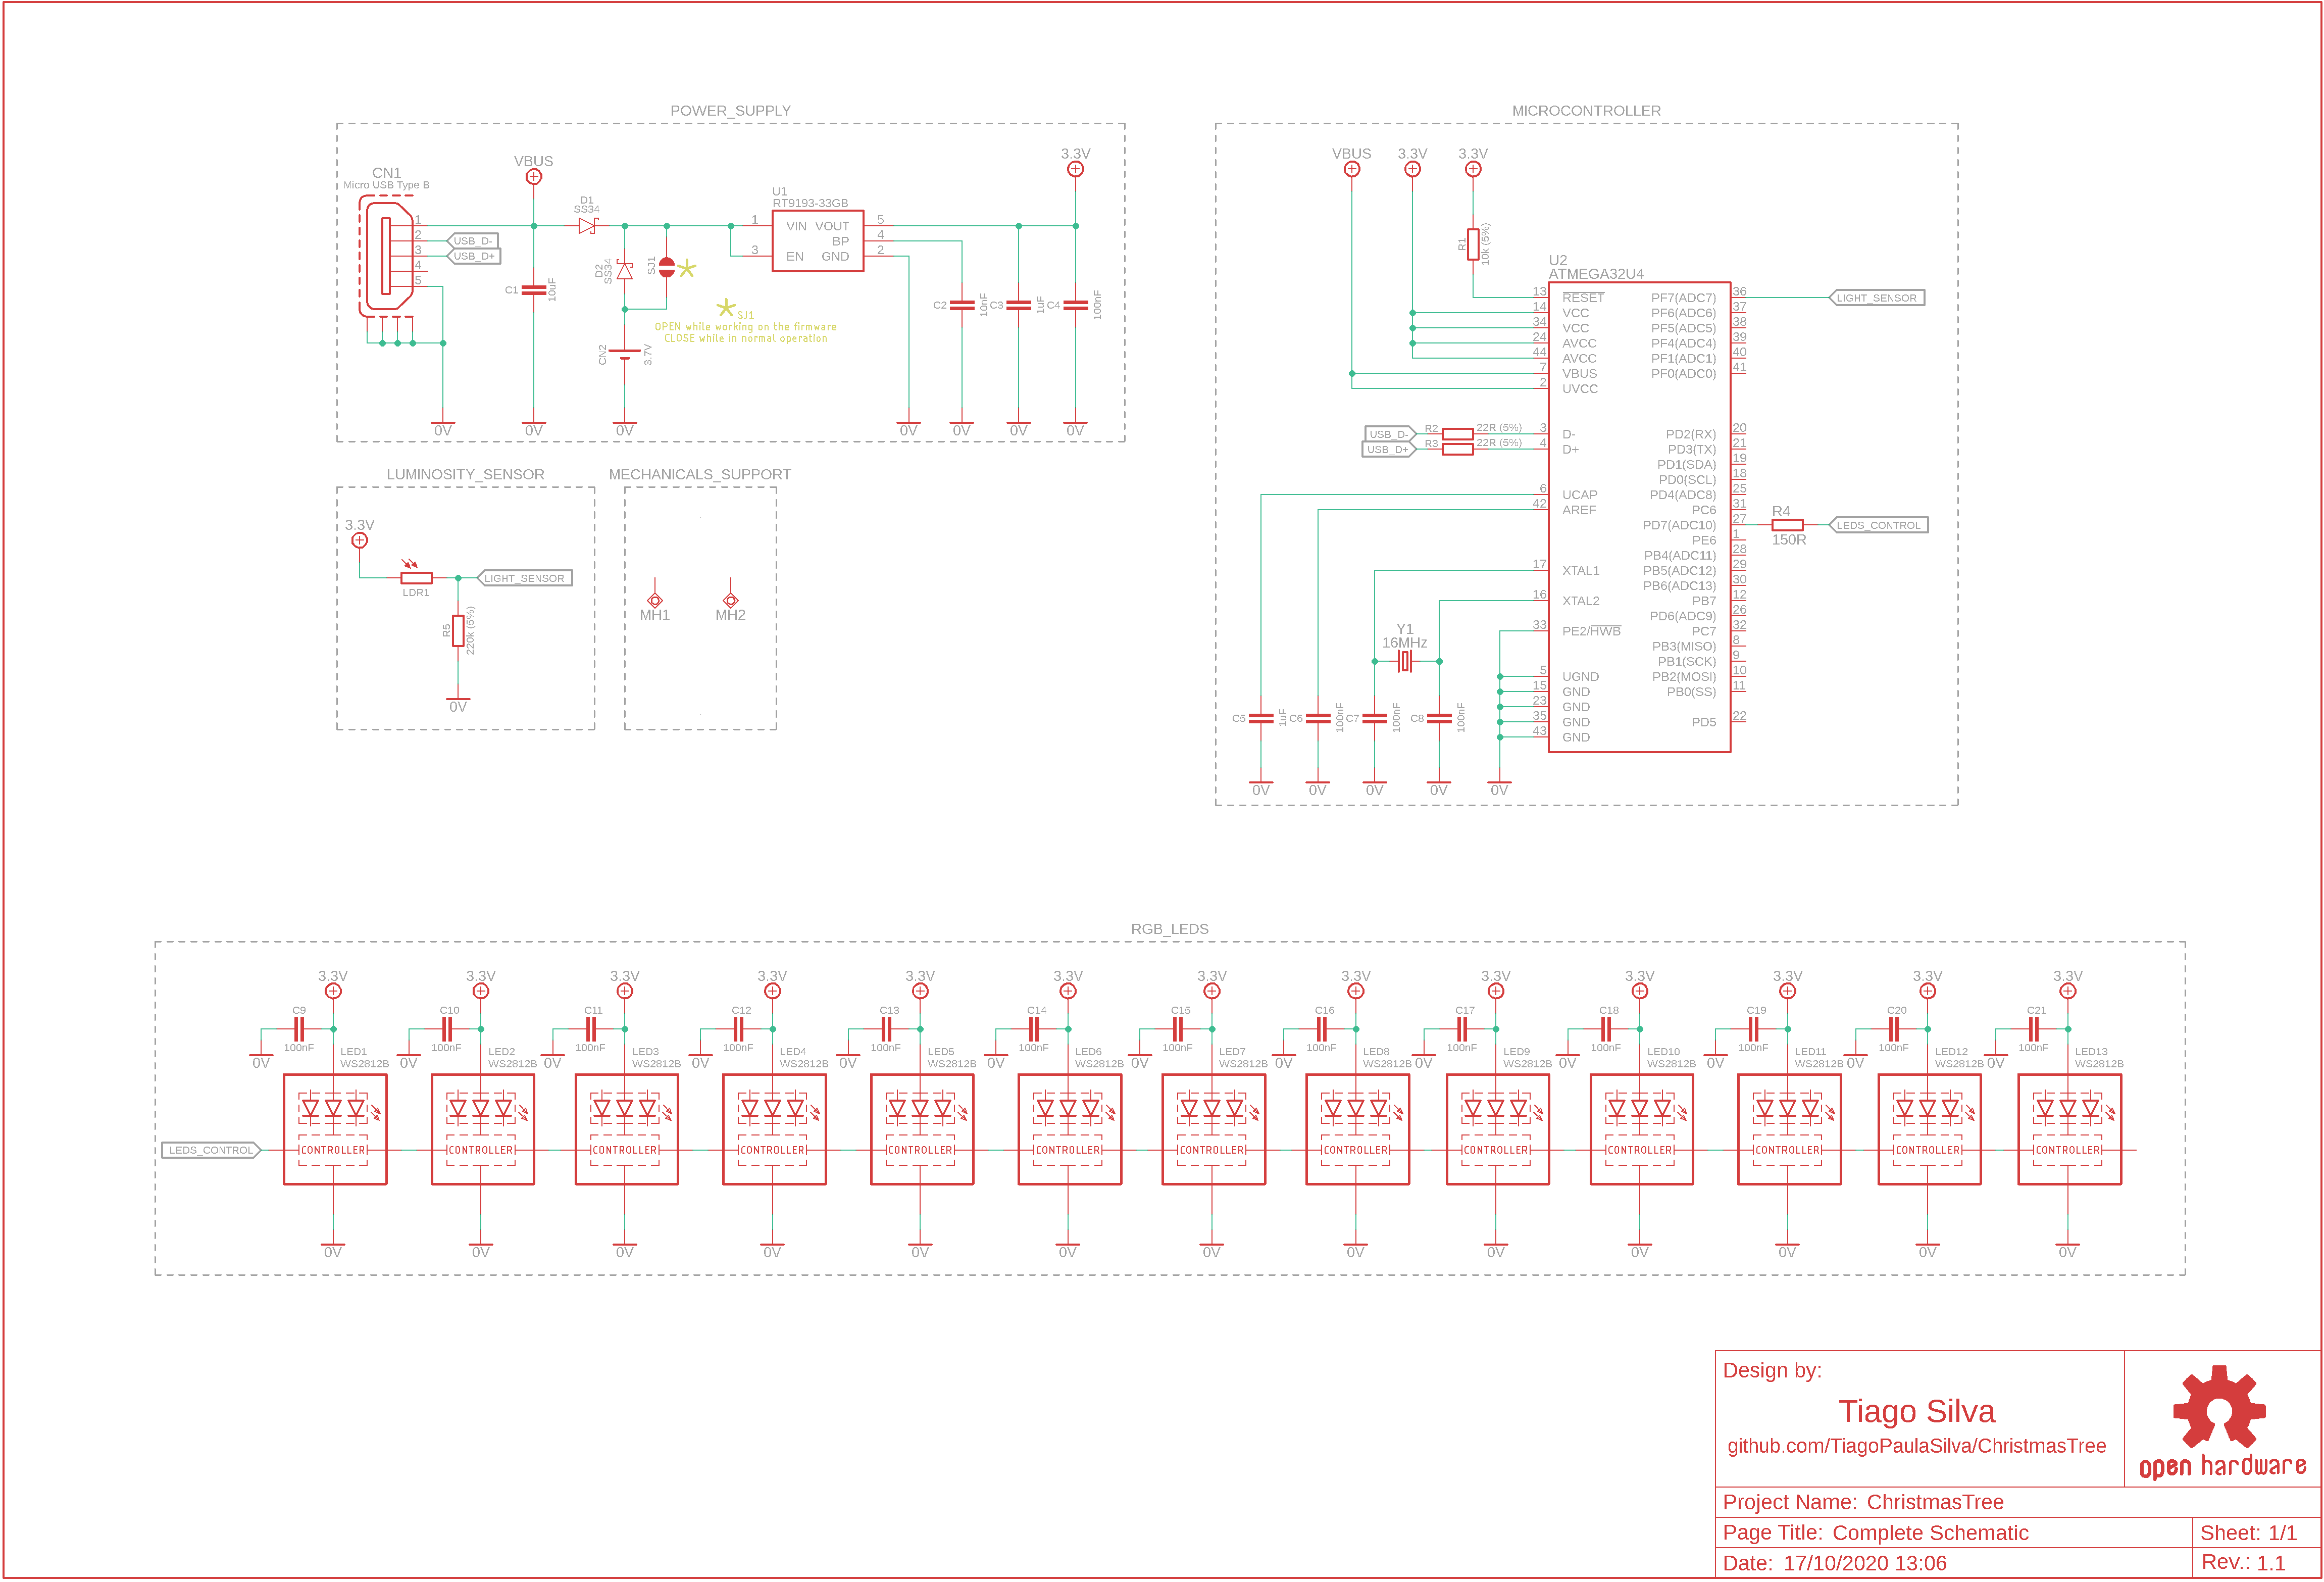 POWER_SUPPLY
CN1
Micro USB Type B
1
2
3
4
5
USB_D-
USB_D+
0V
VBUS
C1
10uF
0V
D1
SS34
D2
SS34
SJ1
SJ1
OPEN while working on the firmware
CLOSE while in normal operation
CN2
3.7V
0V
U1
RT9193-33GB
1
3
VIN
EN
VOUT
BP
GND
5
4
2
0V
C2
10nF
0V
C3
1uF
0V
3.3V
C4
100nF
0V
MICROCONTROLLER
VBUS
3.3V
3.3V
R1
10k (5%)
U2
ATMEGA32U4
13 RESET
14 VCC
34 VCC
24 AVCC
44 AVCC
7 VBUS
2 UVCC
USB_D- R2 22R (5%) 3 D-
USB_D+ R3 22R (5%) 4 D+
6 UCAP
42 AREF
17 XTAL1
16 XTAL2
33 PE2/HWB
5 UGND
15 GND
23 GND
35 GND
43 GND
PF7(ADC7) 36 LIGHT_SENSOR
PF6(ADC6) 37
PF5(ADC5) 38
PF4(ADC4) 39
PF1(ADC1) 40
PF0(ADC0) 41
PD2(RX) 20
PD3(TX) 21
PD1(SDA) 19
PD0(SCL) 18
PD4(ADC8) 25
PC6 31
PD7(ADC10) 27
R4
150R
LEDS_CONTROL
PE6 1
PB4(ADC11) 28
PB5(ADC12) 29
PB6(ADC13) 30
PB7 12
PD6(ADC9) 26
PC7 32
PB3(MISO) 8
PB1(SCK) 9
PB2(MOSI) 10
PB0(SS) 11
PD5 22
Y1
16MHz
C5 1uF
C6 100nF
C7 100nF
C8 100nF
0V 0V 0V 0V 0V
LUMINOSITY_SENSOR
3.3V
LDR1
LIGHT_SENSOR
R5
220k (5%)
0V
MECHANICALS_SUPPORT
MH1 MH2
RGB_LEDS
3.3V 3.3V 3.3V 3.3V 3.3V 3.3V 3.3V 3.3V 3.3V 3.3V 3.3V 3.3V 3.3V
C9 C10 C11 C12 C13 C14 C15 C16 C17 C18 C19 C20 C21
100nF 100nF 100nF 100nF 100nF 100nF 100nF 100nF 100nF 100nF 100nF 100nF 100nF
LED1 LED2 LED3 LED4 LED5 LED6 LED7 LED8 LED9 LED10 LED11 LED12 LED13
0V 0V 0V 0V 0V 0V 0V 0V 0V 0V 0V 0V 0V
WS2812B WS2812B WS2812B WS2812B WS2812B WS2812B WS2812B WS2812B WS2812B WS2812B WS2812B WS2812B WS2812B
LEDS_CONTROL
CONTROLLER CONTROLLER CONTROLLER CONTROLLER CONTROLLER CONTROLLER CONTROLLER CONTROLLER CONTROLLER CONTROLLER CONTROLLER CONTROLLER CONTROLLER
0V 0V 0V 0V 0V 0V 0V 0V 0V 0V 0V 0V 0V
Design by:
Tiago Silva
github.com/TiagoPaulaSilva/ChristmasTree
open hardware
Project Name: ChristmasTree
Page Title: Complete Schematic
Sheet: 1/1
Date: 17/10/2020 13:06
Rev.: 1.1